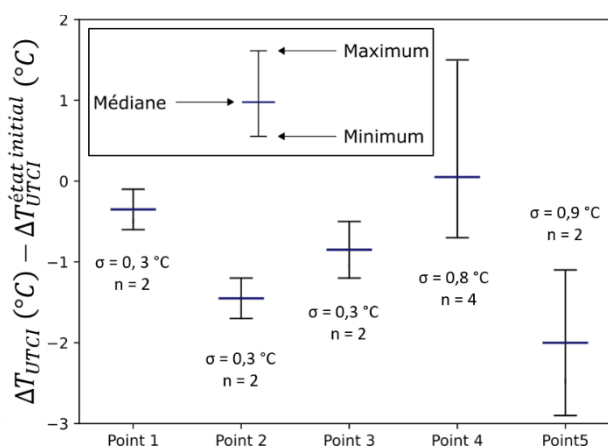 ΔT_UTCI (°C) − ΔT_UTCI^état initial (°C)
2
1
0
−1
−2
−3
Maximum
Médiane
Minimum
σ = 0, 3 °C
n = 2
σ = 0,3 °C
n = 2
σ = 0,3 °C
n = 2
σ = 0,8 °C
n = 4
σ = 0,9 °C
n = 2
Point 1
Point 2
Point 3
Point 4
Point5